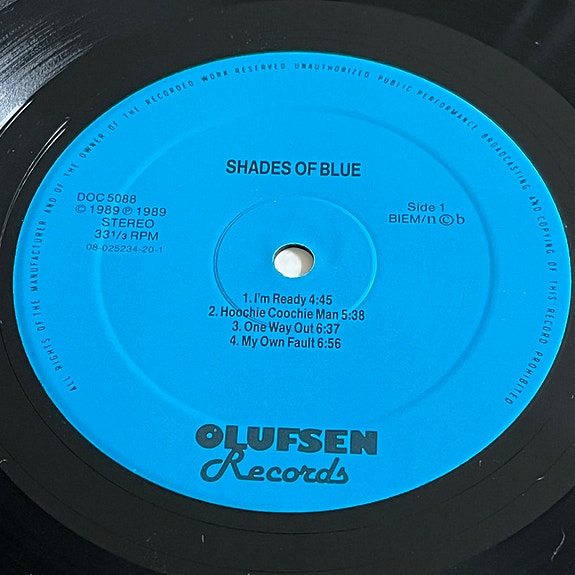 ALL RIGHTS OF THE MANUFACTURER AND OF THE OWNER OF THE RECORDED WORK RESERVED UNAUTHORIZED PUBLIC PERFORMANCE BROADCASTING AND COPYING OF THIS RECORD PROHIBITED
SHADES OF BLUE
DOC 5088
© 1989 ℗ 1989
STEREO
33 1/3 RPM
08-025234-20-1
Side 1
BIEM/n©b
1. I'm Ready 4:45
2. Hoochie Coochie Man 5:38
3. One Way Out 6:37
4. My Own Fault 6:56
OLUFSEN
Records